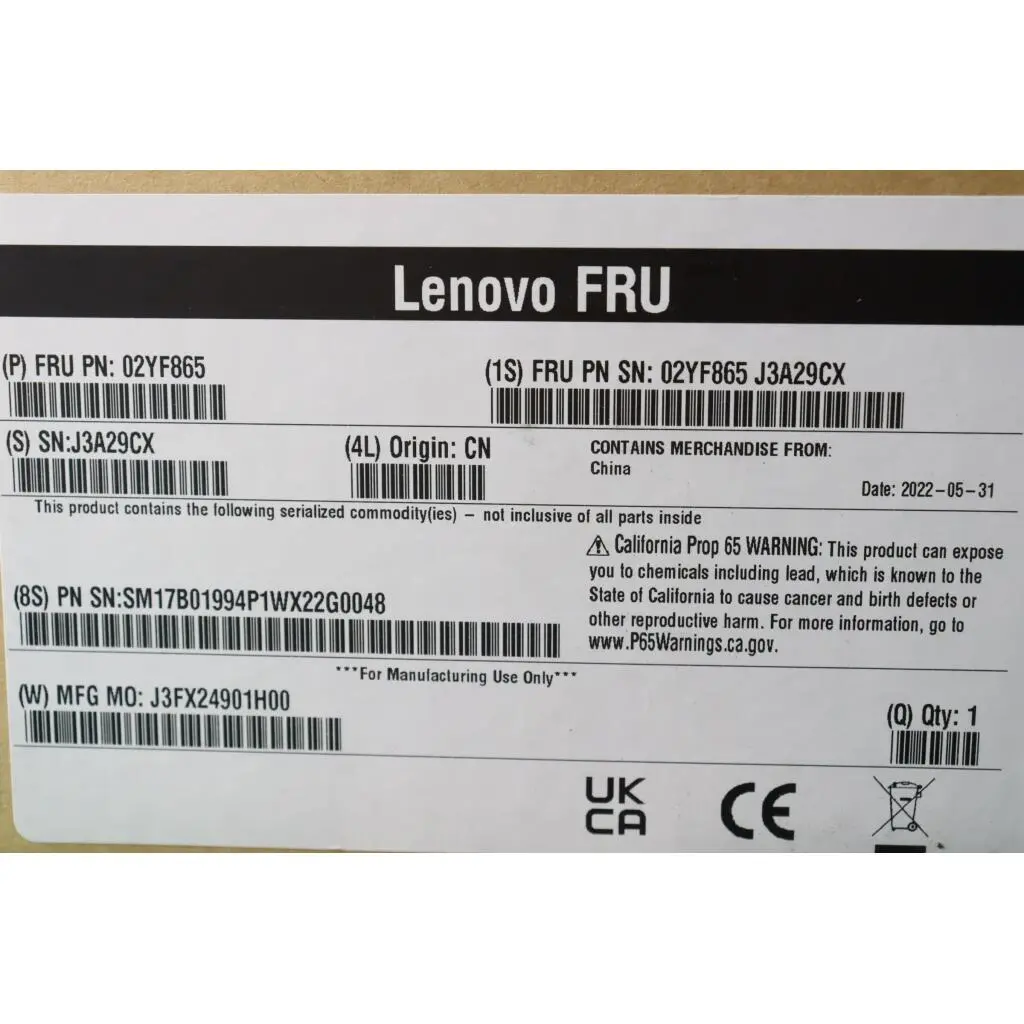 Lenovo FRU
(P) FRU PN: 02YF865
(1S) FRU PN SN: 02YF865 J3A29CX
(S) SN:J3A29CX
(4L) Origin: CN
CONTAINS MERCHANDISE FROM:
China
Date: 2022-05-31
This product contains the following serialized commodity(ies) – not inclusive of all parts inside
⚠ California Prop 65 WARNING: This product can expose
you to chemicals including lead, which is known to the
State of California to cause cancer and birth defects or
other reproductive harm. For more information, go to
www.P65Warnings.ca.gov.
(8S) PN SN:SM17B01994P1WX22G0048
***For Manufacturing Use Only***
(W) MFG MO: J3FX24901H00
(Q) Qty: 1
UK
CA
CE